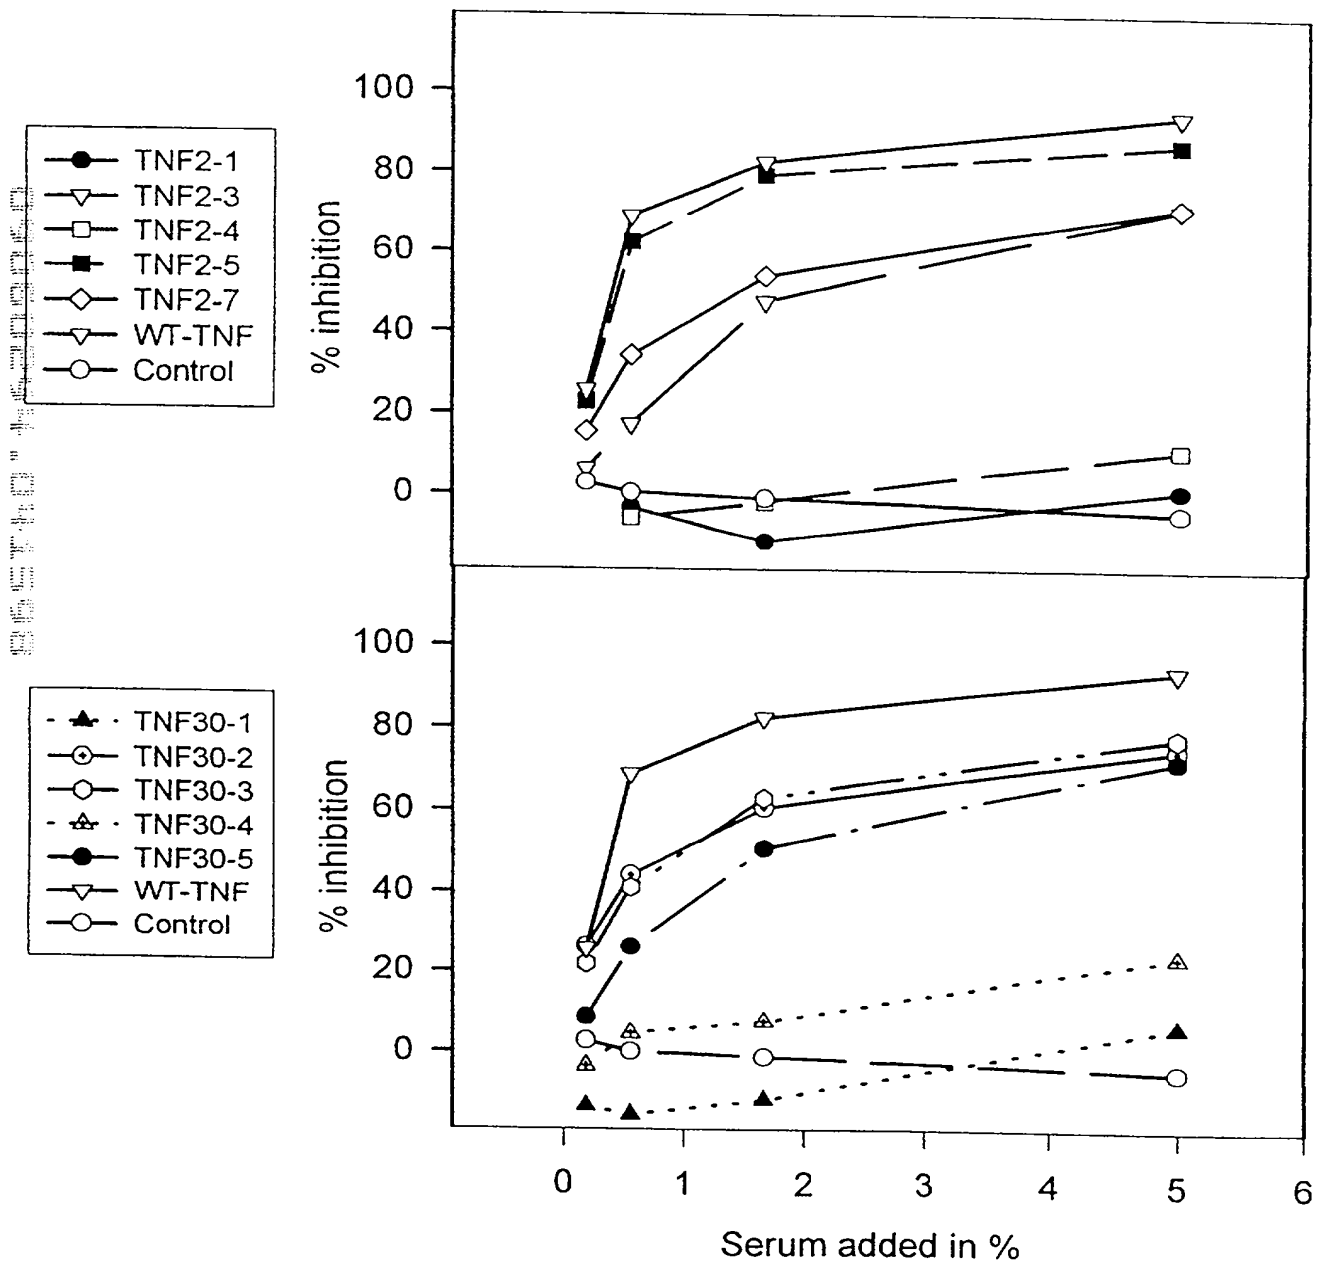 100
80
60
40
20
0
% inhibition
TNF2-1
TNF2-3
TNF2-4
TNF2-5
TNF2-7
WT-TNF
Control
100
80
60
40
20
0
% inhibition
TNF30-1
TNF30-2
TNF30-3
TNF30-4
TNF30-5
WT-TNF
Control
0 1 2 3 4 5 6
Serum added in %